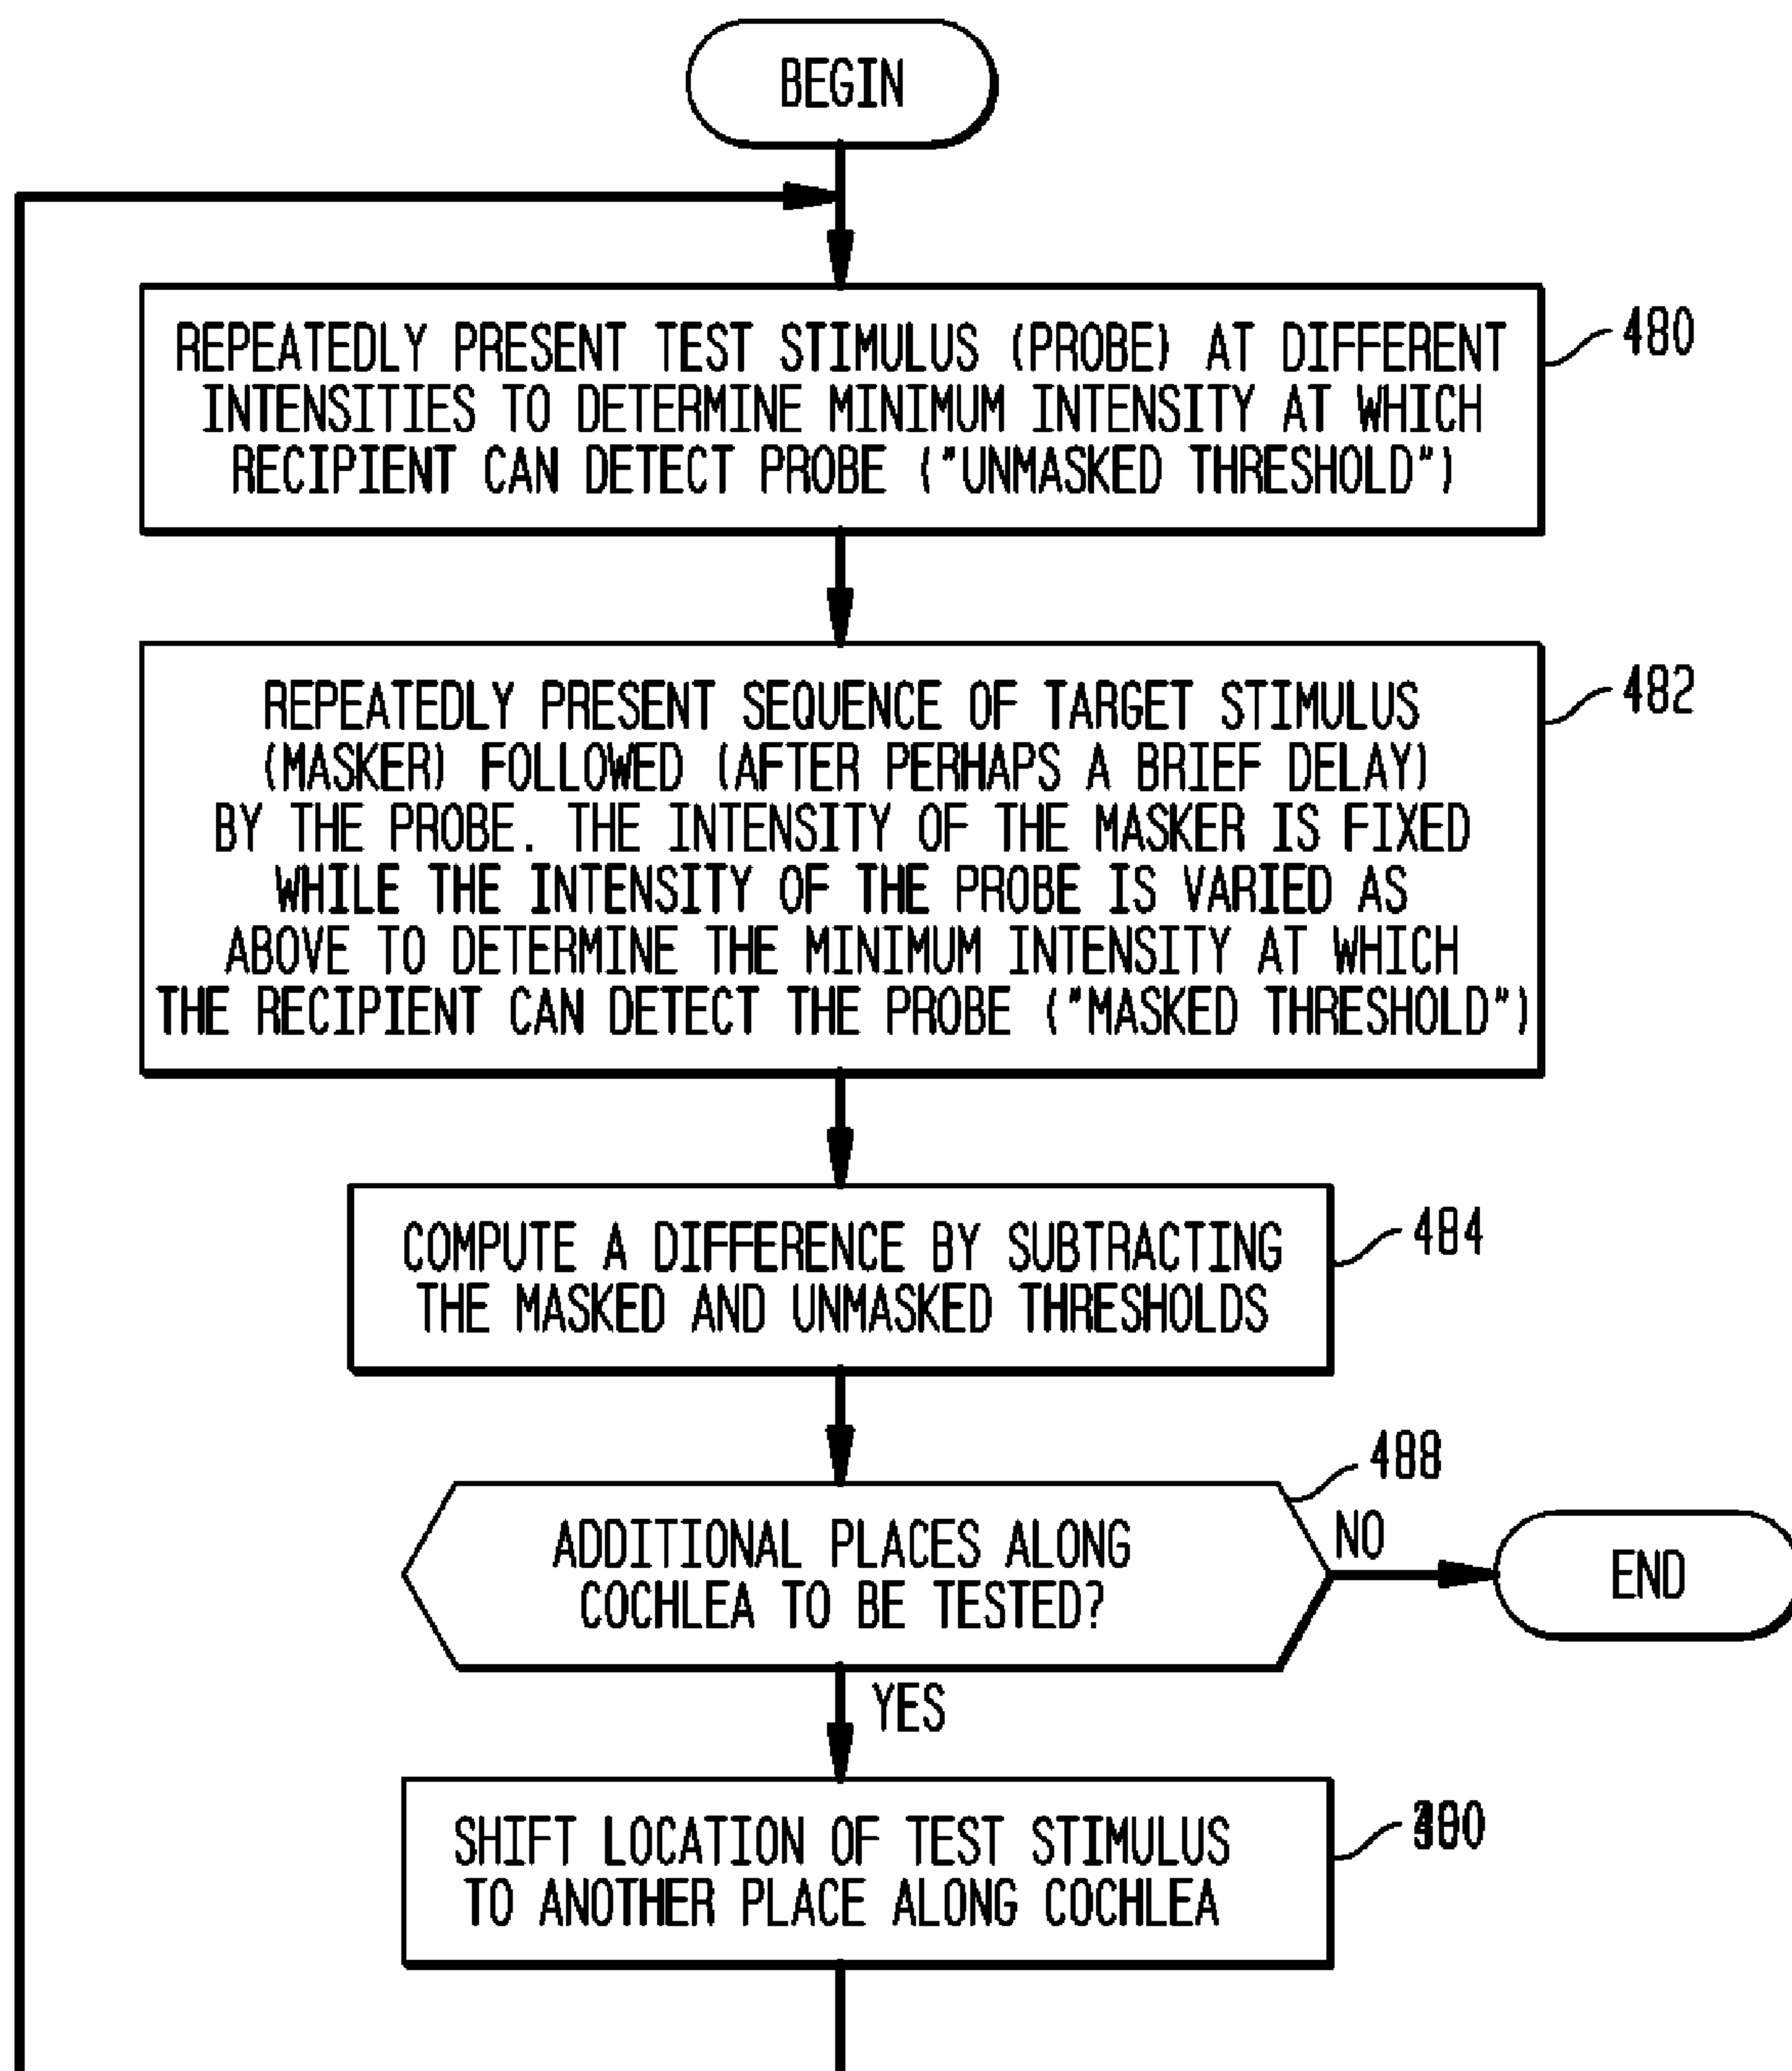 BEGIN
REPEATEDLY PRESENT TEST STIMULUS (PROBE) AT DIFFERENT
INTENSITIES TO DETERMINE MINIMUM INTENSITY AT WHICH
RECIPIENT CAN DETECT PROBE ("UNMASKED THRESHOLD")
480
REPEATEDLY PRESENT SEQUENCE OF TARGET STIMULUS
(MASKER) FOLLOWED (AFTER PERHAPS A BRIEF DELAY)
BY THE PROBE. THE INTENSITY OF THE MASKER IS FIXED
WHILE THE INTENSITY OF THE PROBE IS VARIED AS
ABOVE TO DETERMINE THE MINIMUM INTENSITY AT WHICH
THE RECIPIENT CAN DETECT THE PROBE ("MASKED THRESHOLD")
482
COMPUTE A DIFFERENCE BY SUBTRACTING
THE MASKED AND UNMASKED THRESHOLDS
484
488
ADDITIONAL PLACES ALONG
COCHLEA TO BE TESTED?
NO
END
YES
SHIFT LOCATION OF TEST STIMULUS
TO ANOTHER PLACE ALONG COCHLEA